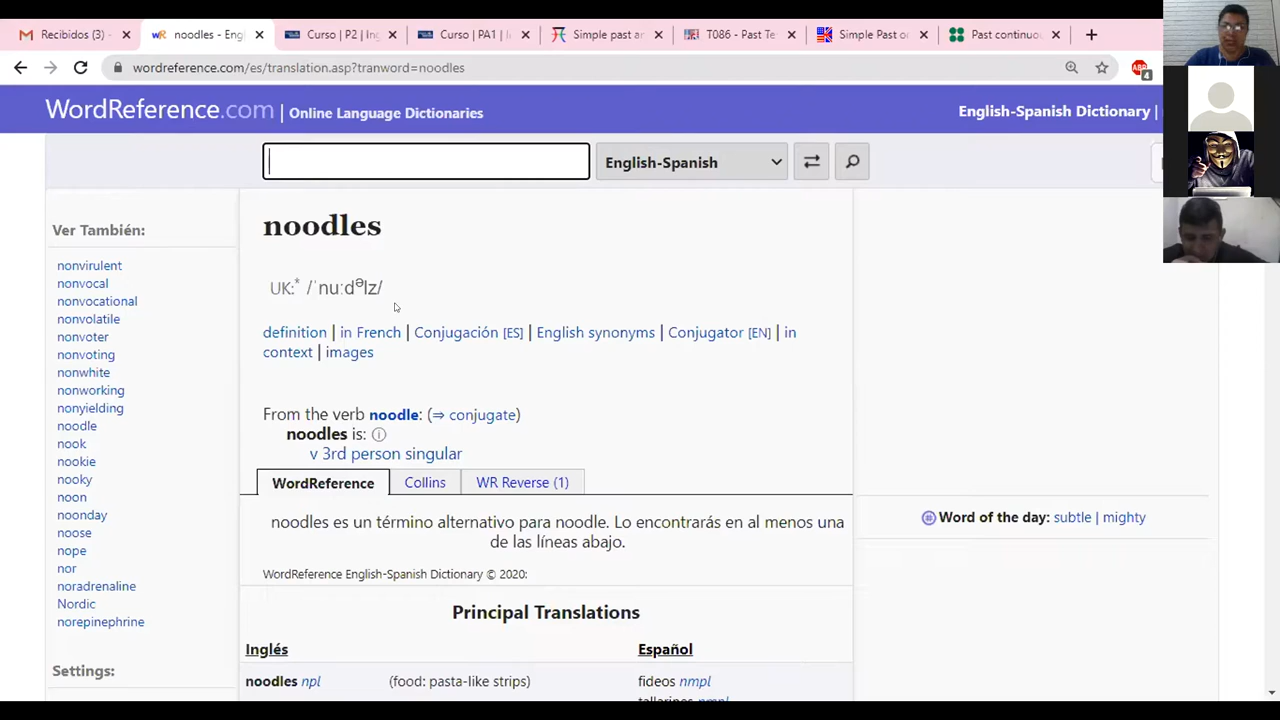 Recibidos (3) -
noodles - Eng
Curso | P2 | Ing
Curso | PA1 |
Simple past
T086 - Past Te
Simple Past
Past continuo
wordreference.com/es/translation.asp?tranword=noodles
ABP
4
WordReference.com | Online Language Dictionaries
English-Spanish Dictionary |
English-Spanish
Ver También:
nonvirulent
nonvocal
nonvocational
nonvolatile
nonvoter
nonvoting
nonwhite
nonworking
nonyielding
noodle
nook
nookie
nooky
noon
noonday
noose
nope
nor
noradrenaline
Nordic
norepinephrine
Settings:
noodles
UK:* /ˈnuːdəlz/
definition | in French | Conjugación [ES] | English synonyms | Conjugator [EN] | in
context | images
From the verb noodle: (⇒ conjugate)
noodles is:
v 3rd person singular
WordReference
Collins
WR Reverse (1)
noodles es un término alternativo para noodle. Lo encontrarás en al menos una
de las líneas abajo.
WordReference English-Spanish Dictionary © 2020:
Principal Translations
Inglés Español
noodles npl (food: pasta-like strips) fideos nmpl
tallarines nmpl
Word of the day: subtle | mighty